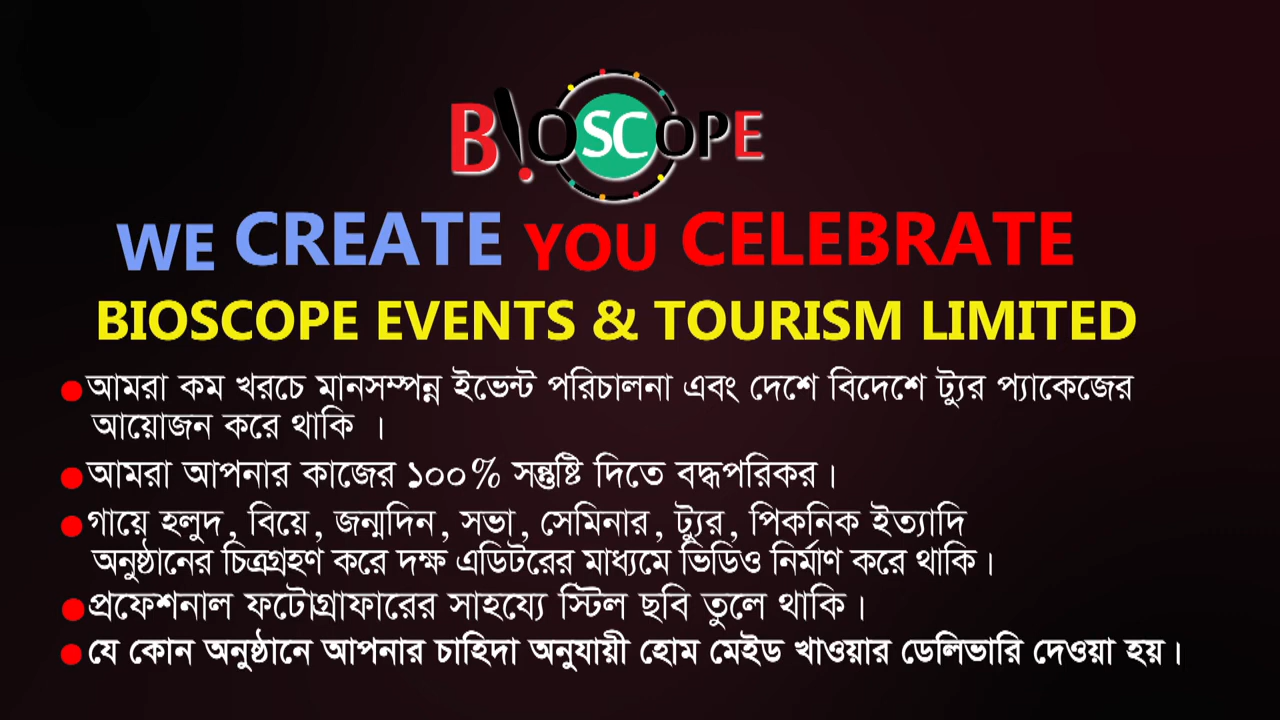 BIOSCOPE
WE CREATE YOU CELEBRATE
BIOSCOPE EVENTS & TOURISM LIMITED
আমরা কম খরচে মানসম্পন্ন ইভেন্ট পরিচালনা এবং দেশে বিদেশে ট্যুর প্যাকেজের
আয়োজন করে থাকি ।
আমরা আপনার কাজের ১০০% সন্তুষ্টি দিতে বদ্ধপরিকর।
গায়ে হলুদ, বিয়ে, জন্মদিন, সভা, সেমিনার, ট্যুর, পিকনিক ইত্যাদি
অনুষ্ঠানের চিত্রগ্রহণ করে দক্ষ এডিটরের মাধ্যমে ভিডিও নির্মাণ করে থাকি।
প্রফেশনাল ফটোগ্রাফারের সাহয্যে স্টিল ছবি তুলে থাকি।
যে কোন অনুষ্ঠানে আপনার চাহিদা অনুযায়ী হোম মেইড খাওয়ার ডেলিভারি দেওয়া হয়।